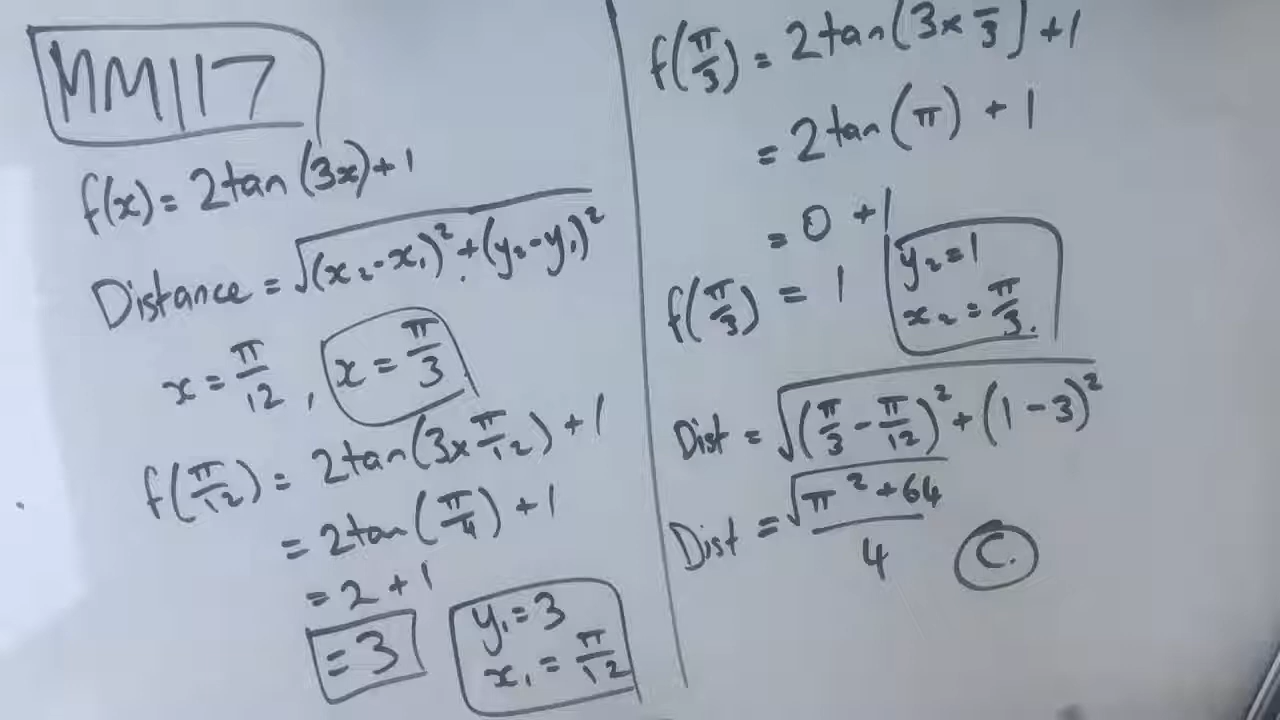 MM117
f(x) = 2tan(3x)+1
Distance = √(x₂-x₁)²+(y₂-y₁)²
x = π/12 , x = π/3
f(π/12) = 2tan(3×π/12)+1
= 2tan(π/4)+1
= 2+1
= 3
y₁=3
x₁ = π/12
f(π/3) = 2tan(3×π/3)+1
= 2tan(π)+1
= 0 +1
f(π/3) = 1
y₂=1
x₂ = π/3.
Dist = √(π/3-π/12)²+(1-3)²
Dist = √π²+64/4
C.